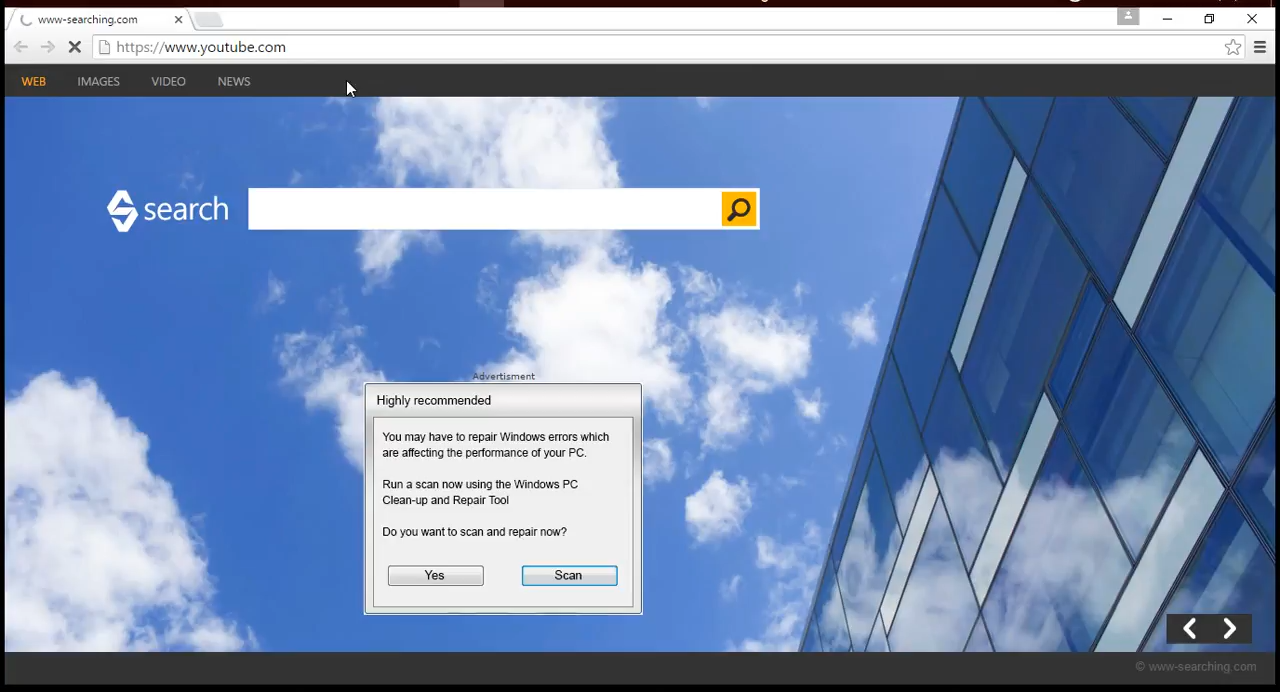 www-searching.com
https://www.youtube.com
WEB IMAGES VIDEO NEWS
search
Advertisment
Highly recommended
You may have to repair Windows errors which
are affecting the performance of your PC.
Run a scan now using the Windows PC
Clean-up and Repair Tool
Do you want to scan and repair now?
Yes Scan
© www-searching.com